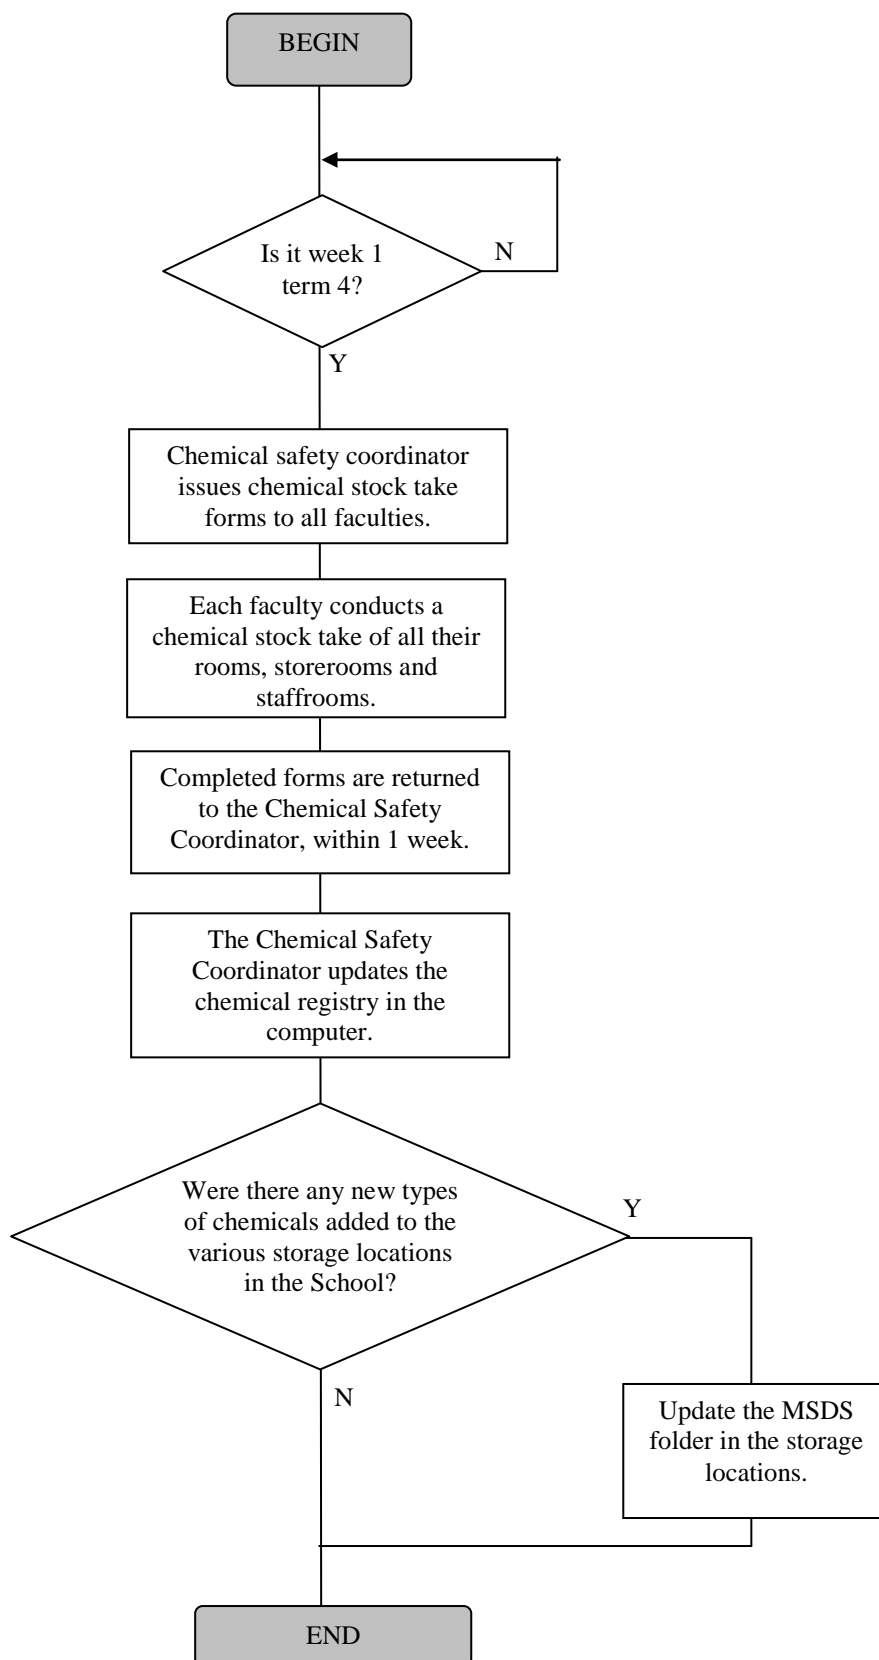 BEGIN
Is it week 1
term 4?
N
Y
Chemical safety coordinator
issues chemical stock take
forms to all faculties.
Each faculty conducts a
chemical stock take of all their
rooms, storerooms and
staffrooms.
Completed forms are returned
to the Chemical Safety
Coordinator, within 1 week.
The Chemical Safety
Coordinator updates the
chemical registry in the
computer.
Were there any new types
of chemicals added to the
various storage locations
in the School?
Y
N
Update the MSDS
folder in the storage
locations.
END